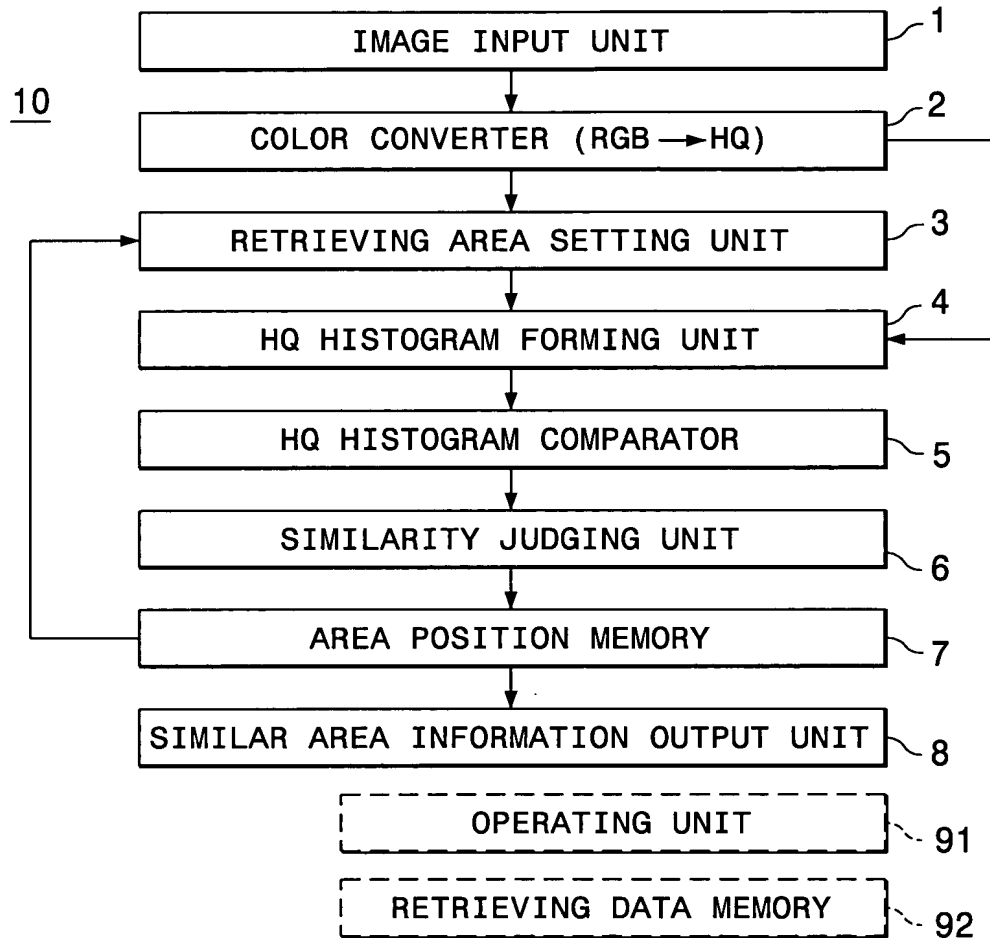 IMAGE INPUT UNIT 1
10
COLOR CONVERTER (RGB → HQ) 2
RETRIEVING AREA SETTING UNIT 3
HQ HISTOGRAM FORMING UNIT 4
HQ HISTOGRAM COMPARATOR 5
SIMILARITY JUDGING UNIT 6
AREA POSITION MEMORY 7
SIMILAR AREA INFORMATION OUTPUT UNIT 8
OPERATING UNIT 91
RETRIEVING DATA MEMORY 92